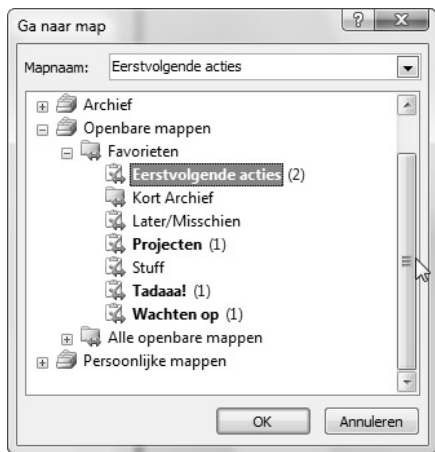 Ga naar map
Mapnaam: Eerstvolgende acties
Archief
Openbare mappen
Favorieten
Eerstvolgende acties (2)
Kort Archief
Later/Misschien
Projecten (1)
Stuff
Tadaaa! (1)
Wachten op (1)
Alle openbare mappen
Persoonlijke mappen
OK Annuleren